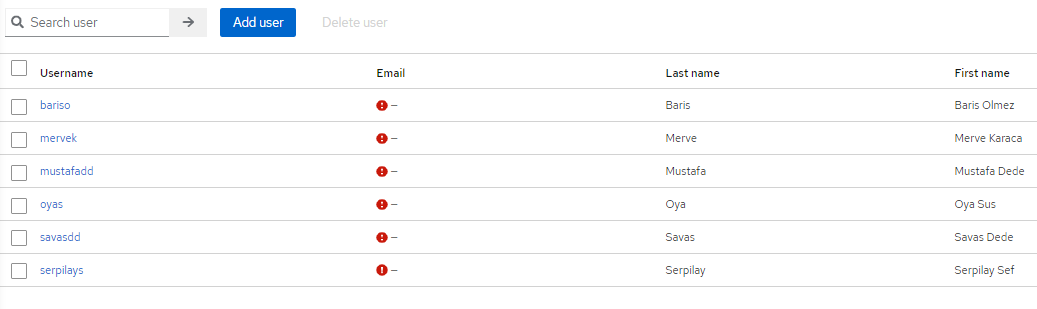 Search user Add user Delete user
Username Email Last name First name
bariso – Baris Baris Olmez
mervek – Merve Merve Karaca
mustafadd – Mustafa Mustafa Dede
oyas – Oya Oya Sus
savasdd – Savas Savas Dede
serpilays – Serpilay Serpilay Sef